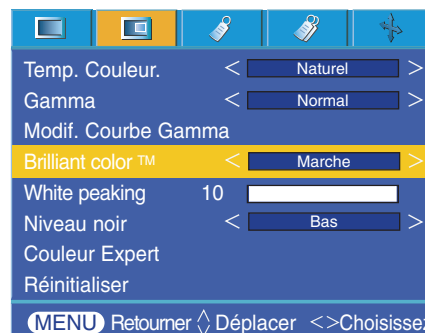 Temp. Couleur. < Naturel >
Gamma < Normal >
Modif. Courbe Gamma
Brilliant color ™ < Marche >
White peaking 10
Niveau noir < Bas >
Couleur Expert
Réinitialiser
MENU Retourner Déplacer <>Choisissez